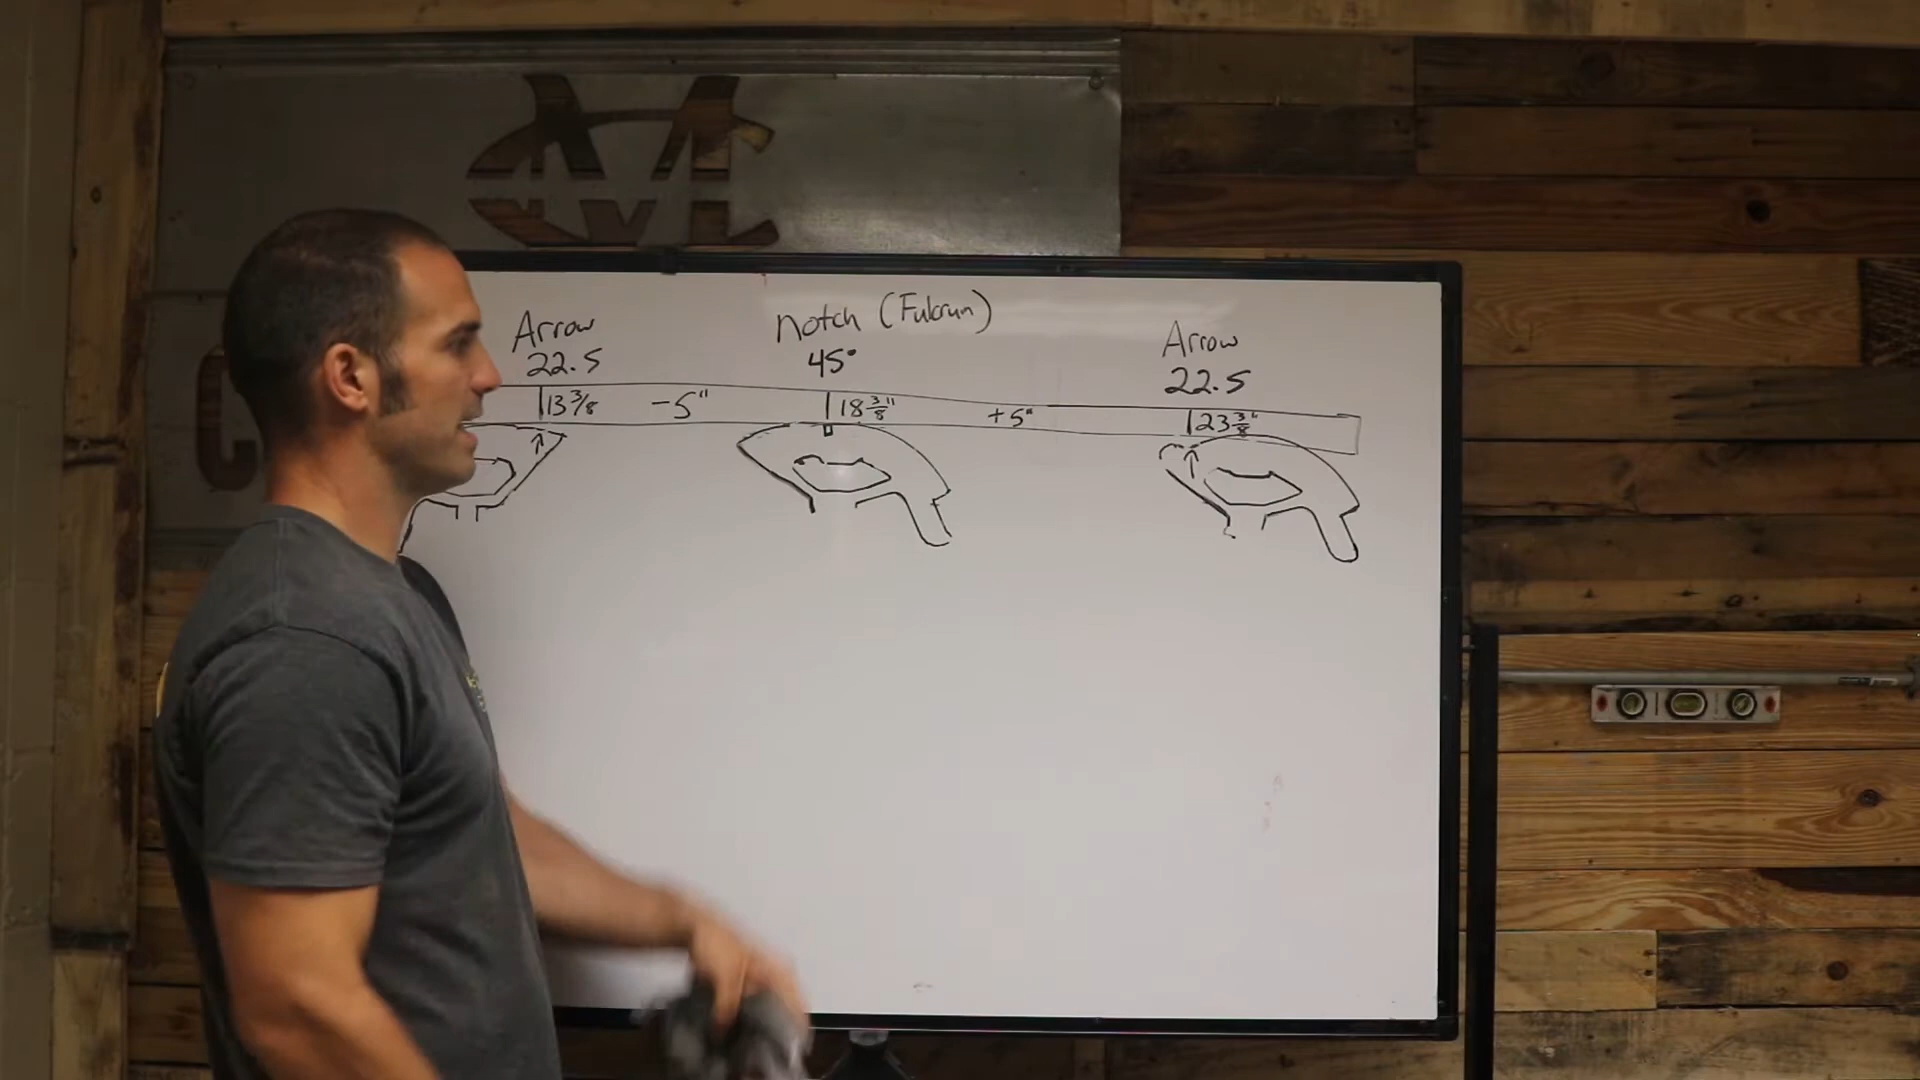 Arrow
22.5
Notch (Fulcrum)
45°
Arrow
22.5
13 3/8
-5"
18 3/8"
+5"
23 3/8"